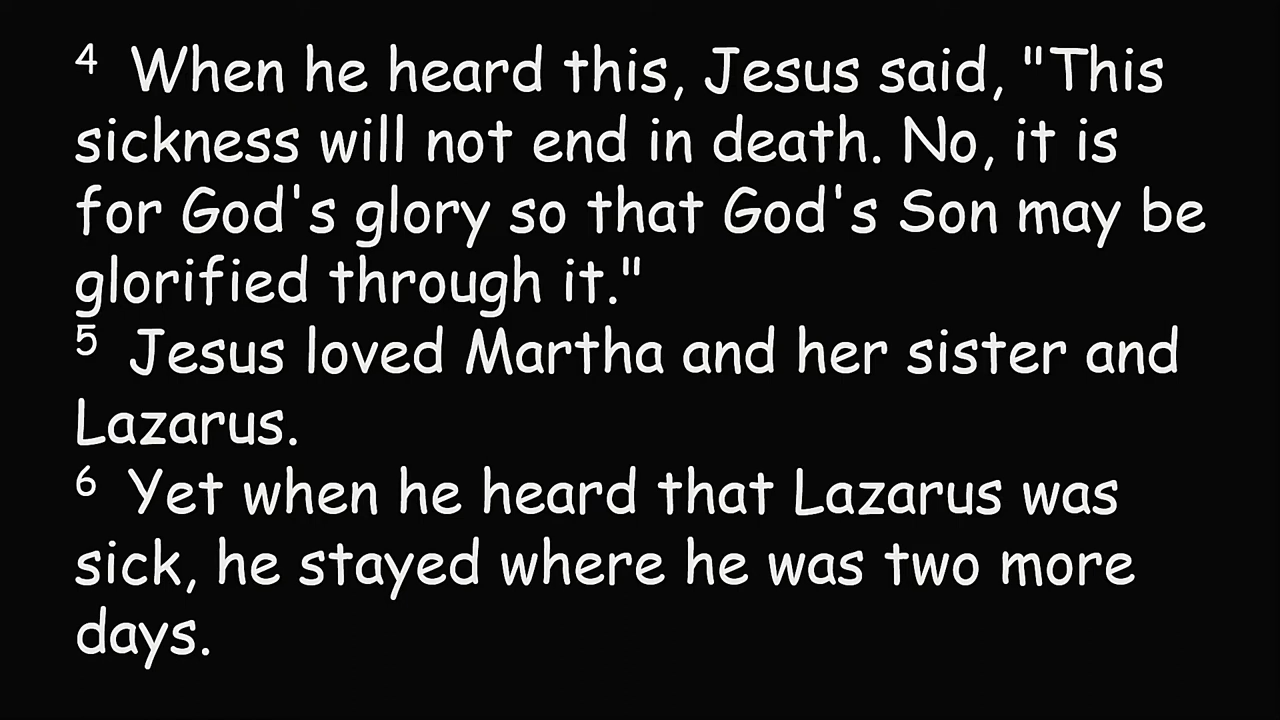 4 When he heard this, Jesus said, "This
sickness will not end in death. No, it is
for God's glory so that God's Son may be
glorified through it."
5 Jesus loved Martha and her sister and
Lazarus.
6 Yet when he heard that Lazarus was
sick, he stayed where he was two more
days.